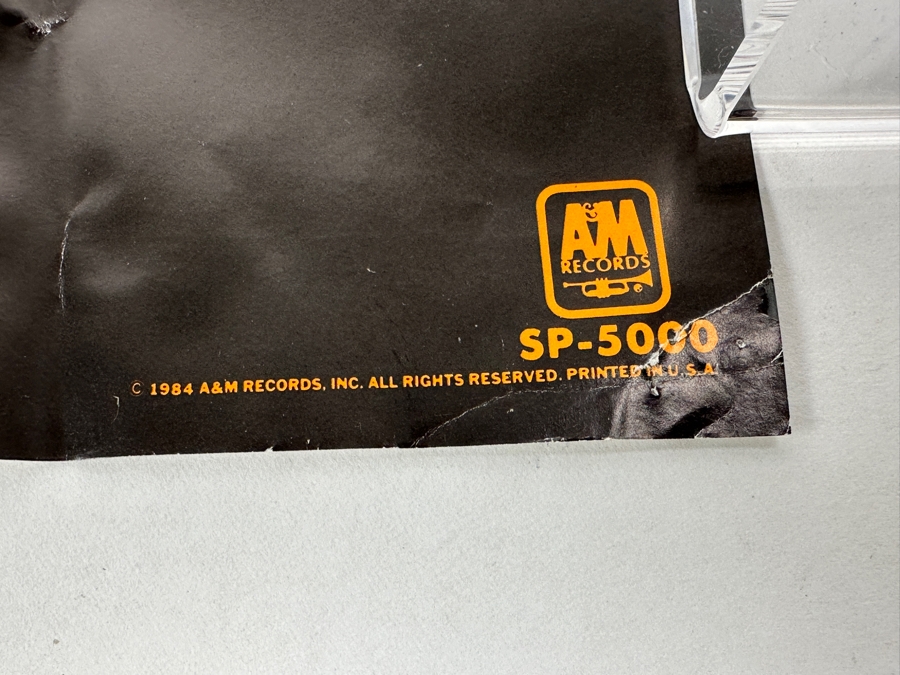 A&M
RECORDS
SP-5000
© 1984 A&M RECORDS, INC. ALL RIGHTS RESERVED. PRINTED IN U.S.A.